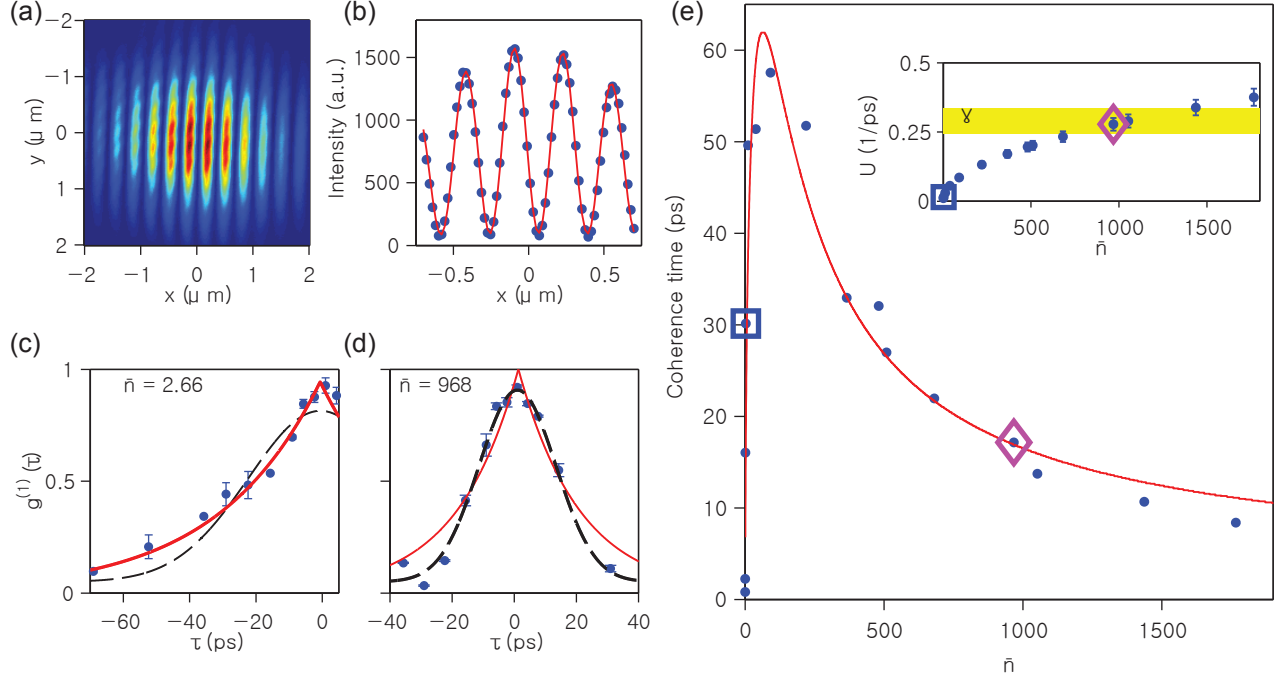 (a)
−2
−1
0
1
2
y (μ m)
−2
−1
0
1
2
x (μ m)
(b)
1500
1000
500
0
Intensity (a.u.)
−0.5
0
0.5
x (μ m)
(c)
n̄ = 2.66
1
0.5
0
g⁽¹⁾(τ)
−60
−40
−20
0
τ (ps)
(d)
n̄ = 968
−40
−20
0
20
40
τ (ps)
(e)
60
50
40
30
20
10
0
Coherence time (ps)
0
500
1000
1500
n̄
0.5
0.25
0
U (1/ps)
γ
500
1000
1500
n̄